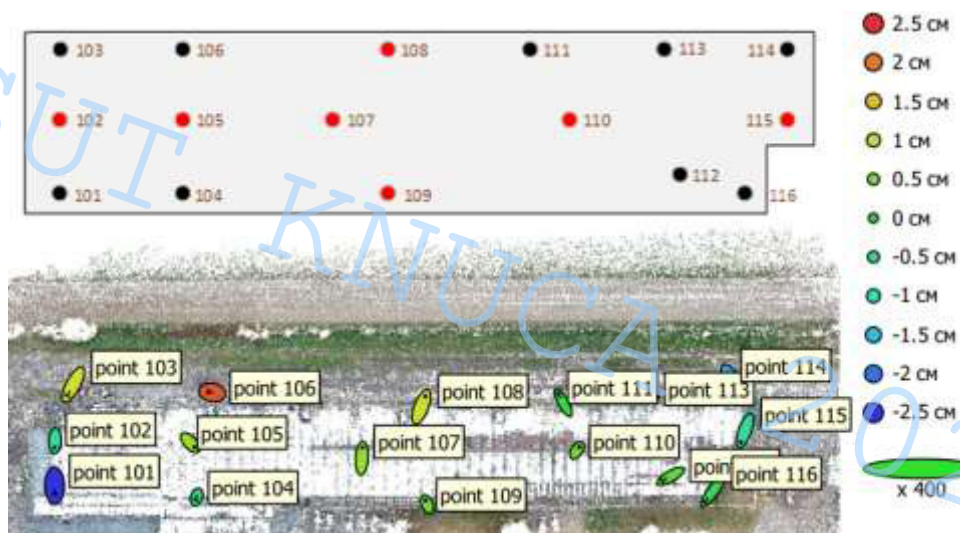 103 106 108 111 113 114
102 105 107 110 115
101 104 109 112 116
2.5 см
2 см
1.5 см
1 см
0.5 см
0 см
-0.5 см
-1 см
-1.5 см
-2 см
-2.5 см
x 400
point 103
point 106
point 108
point 111
point 113
point 114
point 102
point 105
point 107
point 110
point 115
point 101
point 104
point 109
point 116
KNUCA